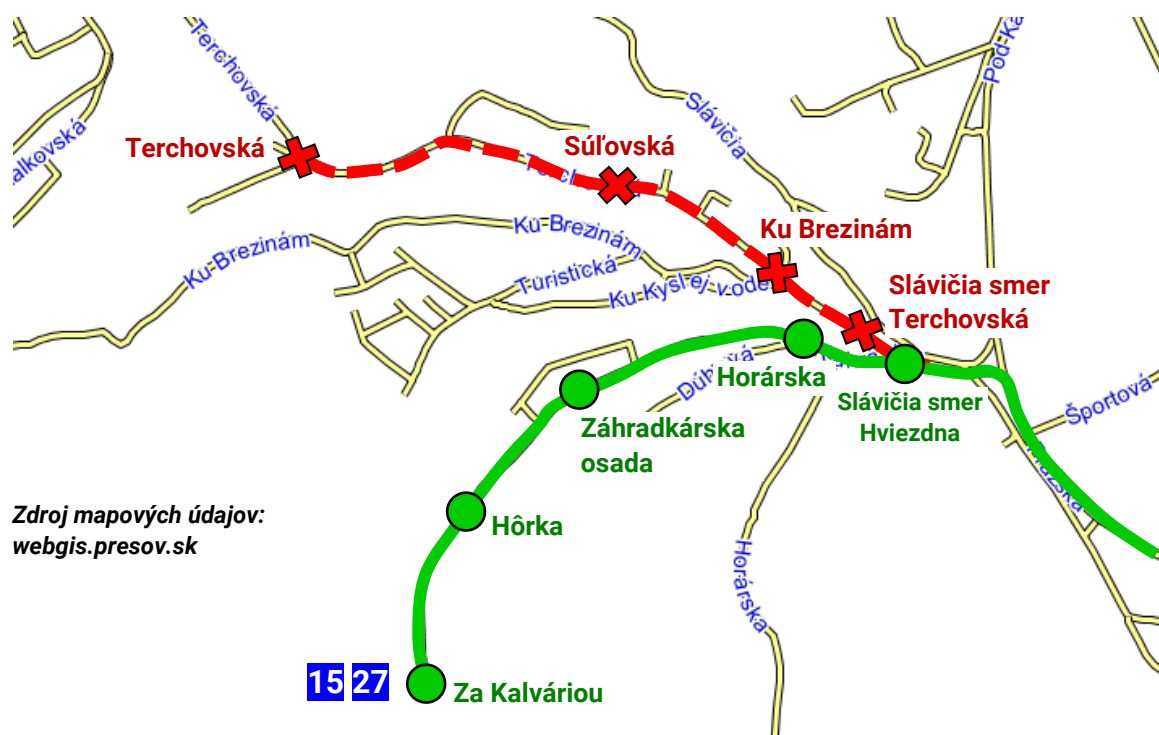 Terchovská
Pod Ka
Slávičia
alkovská
Terchovská
Súľovská
Ku Brezinám
Ku Brezinám
Ku Brezinám
Turistická
Ku Kyslej vode
Slávičia smer
Terchovská
Horárska
Dúhová
Slávičia smer
Hviezdna
Športová
Záhradkárska
osada
Zdroj mapových údajov:
webgis.presov.sk
Hôrka
Horárska
15 27
Za Kalváriou